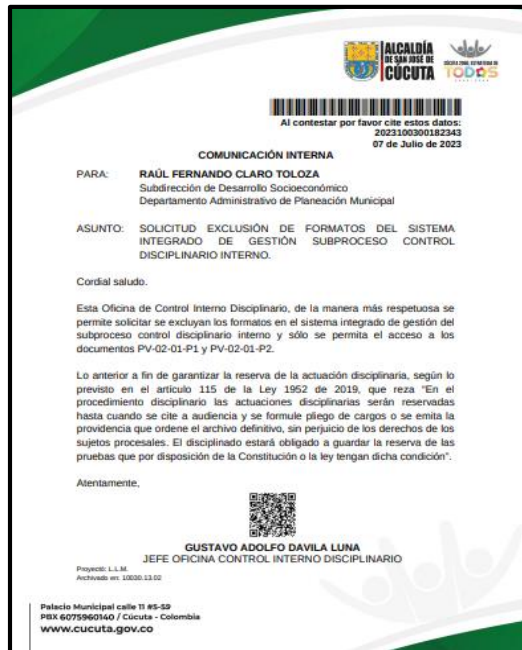 ALCALDÍA
DE SAN JOSÉ DE
CÚCUTA
CÚCUTA 2050, ESTRATEGIA DE
TODOS
Al contestar por favor cite estos datos:
2023100300182343
07 de Julio de 2023
COMUNICACIÓN INTERNA
PARA: RAÚL FERNANDO CLARO TOLOZA
Subdirección de Desarrollo Socioeconómico
Departamento Administrativo de Planeación Municipal
ASUNTO: SOLICITUD EXCLUSIÓN DE FORMATOS DEL SISTEMA
INTEGRADO DE GESTIÓN SUBPROCESO CONTROL
DISCIPLINARIO INTERNO.
Cordial saludo.
Esta Oficina de Control Interno Disciplinario, de la manera más respetuosa se
permite solicitar se excluyan los formatos en el sistema integrado de gestión del
subproceso control disciplinario interno y sólo se permita el acceso a los
documentos PV-02-01-P1 y PV-02-01-P2.
Lo anterior a fin de garantizar la reserva de la actuación disciplinaria, según lo
previsto en el artículo 115 de la Ley 1952 de 2019, que reza "En el
procedimiento disciplinario las actuaciones disciplinarias serán reservadas
hasta cuando se cite a audiencia y se formule pliego de cargos o se emita la
providencia que ordene el archivo definitivo, sin perjuicio de los derechos de los
sujetos procesales. El disciplinado estará obligado a guardar la reserva de las
pruebas que por disposición de la Constitución o la ley tengan dicha condición".
Atentamente,
GUSTAVO ADOLFO DAVILA LUNA
JEFE OFICINA CONTROL INTERNO DISCIPLINARIO
Proyectó: L.L.M.
Archivado en: 10030.13.02
Palacio Municipal calle 11 #5-59
PBX 6075960140 / Cúcuta - Colombia
www.cucuta.gov.co